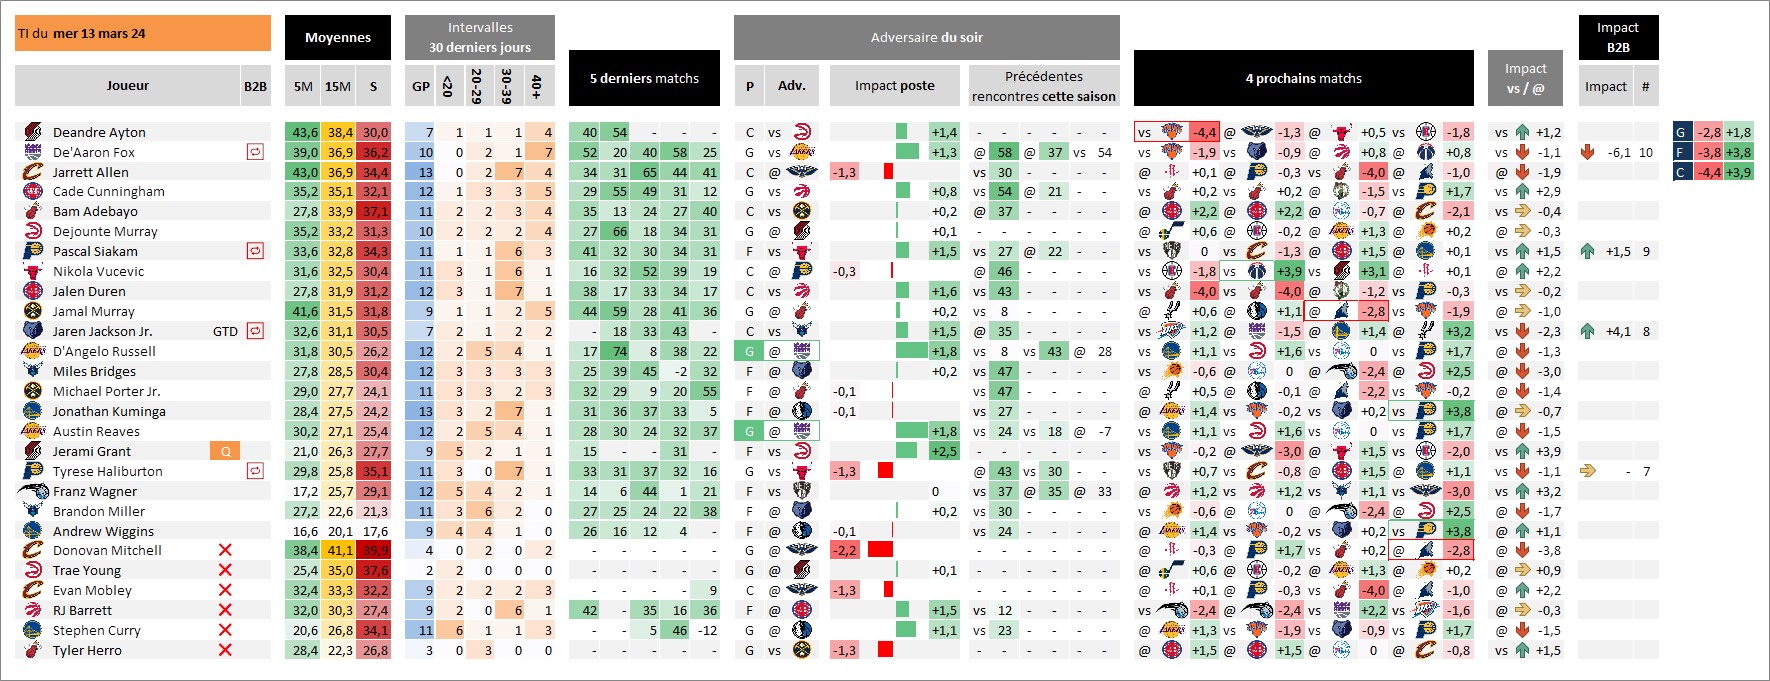 TI du mer 13 mars 24
Moyennes
Intervalles
30 derniers jours
5 derniers matchs
Adversaire du soir
4 prochains matchs
Impact
vs / @
Impact
B2B
Joueur B2B 5M 15M S GP <20 20-29 30-39 40+ P Adv. Impact poste Précédentes rencontres cette saison Impact #
Deandre Ayton 43,6 38,4 30,0 7 1 1 1 4 40 54 - - - C vs +1,4 - - - - - - vs -4,4 @ -1,3 @ +0,5 vs -1,8 vs +1,2 G -2,8 +1,8
De'Aaron Fox 39,0 36,9 36,2 10 0 2 1 7 52 20 40 58 25 G vs +1,3 @ 58 @ 37 vs 54 vs -1,9 @ -0,9 @ +0,8 @ +0,8 vs -1,1 -6,1 10 F -3,8 +3,8
Jarrett Allen 43,0 36,9 34,4 13 0 2 7 4 34 31 65 44 41 C @ -1,3 vs 30 - - - - @ +0,1 @ -0,3 vs -4,0 @ -1,0 vs -1,9 C -4,4 +3,9
Cade Cunningham 35,2 35,1 32,1 12 1 3 3 5 29 55 49 31 12 G vs +0,8 vs 54 @ 21 - - vs +0,2 vs +0,2 @ -1,5 vs +1,7 vs +2,9
Bam Adebayo 27,8 33,9 37,1 11 2 2 3 4 35 13 24 27 40 C vs +0,2 @ 37 - - - - @ +2,2 @ +2,2 @ -0,7 @ -2,1 vs -0,4
Dejounte Murray 35,2 33,2 31,3 10 2 2 2 4 27 66 18 34 31 G @ +0,1 - - - - - - @ +0,6 @ -0,2 @ +1,3 @ +0,2 vs -0,3
Pascal Siakam 33,6 32,8 34,3 11 1 1 6 3 41 32 30 34 31 F vs +1,5 vs 27 @ 22 - - vs 0 vs -1,3 @ +1,5 @ +0,1 vs +1,5 +1,5 9
Nikola Vucevic 31,6 32,5 30,4 11 3 1 6 1 16 32 52 39 19 C @ -0,3 @ 46 - - - - vs -1,8 vs +3,9 vs +3,1 @ +0,1 @ +2,2
Jalen Duren 27,8 31,9 31,2 12 3 1 7 1 38 17 33 34 17 C vs +1,6 vs 43 - - - - vs -4,0 vs -4,0 @ -1,2 vs -0,3 vs -0,2
Jamal Murray 41,6 31,5 31,8 9 1 1 2 5 44 59 28 41 36 G @ +0,2 vs 8 - - - - @ +0,6 @ +1,1 @ -2,8 vs -1,9 @ -1,0
Jaren Jackson Jr. GTD 32,6 31,1 30,5 7 2 1 2 2 - 18 33 43 - C vs +1,5 @ 35 - - - - vs +1,2 @ -1,5 @ +1,4 @ +3,2 vs -2,3 +4,1 8
D'Angelo Russell 31,8 30,5 26,2 12 2 5 4 1 17 74 8 38 22 G @ +1,8 vs 8 vs 43 @ 28 vs +1,1 vs +1,6 vs 0 vs +1,7 @ -1,3
Miles Bridges 27,8 28,5 30,4 12 3 3 3 3 25 39 45 -2 32 F @ +0,2 vs 47 - - - - vs -0,6 @ 0 @ -2,4 @ +2,5 @ -3,0
Michael Porter Jr. 29,0 27,7 24,1 11 3 3 3 2 32 29 9 20 55 F @ -0,1 vs 47 - - - - @ +0,5 @ -0,1 @ -2,2 vs -0,2 @ -1,4
Jonathan Kuminga 28,4 27,5 24,2 13 3 2 7 1 31 36 37 33 5 F @ -0,1 vs 27 - - - - @ +1,4 vs -0,2 vs +0,2 vs +3,8 @ -0,7
Austin Reaves 30,2 27,1 25,4 12 2 5 4 1 28 30 24 32 37 G @ +1,8 vs 24 vs 18 @ -7 vs +1,1 vs +1,6 vs 0 vs +1,7 @ -1,5
Jerami Grant Q 21,0 26,3 27,7 9 5 2 1 1 15 - - 31 - F vs +2,5 - - - - - - vs -0,2 @ -3,0 @ +1,5 vs -2,0 vs +3,9
Tyrese Haliburton 29,8 25,8 35,1 11 3 0 7 1 33 31 37 32 16 G vs -1,3 @ 43 vs 30 - - vs +0,7 vs -0,8 @ +1,5 @ +1,1 vs -1,1 - 7
Franz Wagner 17,2 25,7 29,1 12 5 4 2 1 14 6 44 1 21 F vs 0 vs 37 @ 35 @ 33 @ +1,2 vs +1,2 vs +1,1 vs -3,0 vs +3,2
Brandon Miller 27,2 22,6 21,3 11 3 6 2 0 27 25 24 22 38 F @ +0,2 vs 30 - - - - vs -0,6 @ 0 @ -2,4 @ +2,5 @ -1,7
Andrew Wiggins 16,6 20,1 17,6 9 4 4 1 0 26 16 12 4 - F @ -0,1 vs 24 - - - - @ +1,4 vs -0,2 vs +0,2 vs +3,8 @ +1,1
Donovan Mitchell 38,4 41,1 39,9 4 0 2 0 2 - - - - - G @ -2,2 - - - - - - @ -0,3 @ +1,7 vs +0,2 @ -2,8 @ -3,8
Trae Young 25,4 35,0 37,6 2 2 0 0 0 - - - - - G @ +0,1 - - - - - - @ +0,6 @ -0,2 @ +1,3 @ +0,2 @ +0,9
Evan Mobley 32,4 33,3 32,2 9 2 2 2 3 - - - - 9 C @ -1,3 - - - - - - @ +0,1 @ -0,3 vs -4,0 @ -1,0 @ +2,2
RJ Barrett 32,0 30,3 27,4 9 2 0 6 1 42 - 35 16 36 F @ +1,5 vs 12 - - - - vs -2,4 @ -2,4 vs +2,2 vs -1,6 @ -0,3
Stephen Curry 20,6 26,8 34,1 11 6 1 1 3 - - 5 46 -12 G @ +1,1 vs 23 - - - - @ +1,3 vs -1,9 vs -0,9 vs +1,7 @ -1,5
Tyler Herro 28,4 22,3 26,8 3 0 3 0 0 - - - - - G vs -1,3 - - - - - - @ +1,5 @ +1,5 @ 0 @ -0,8 vs +1,5